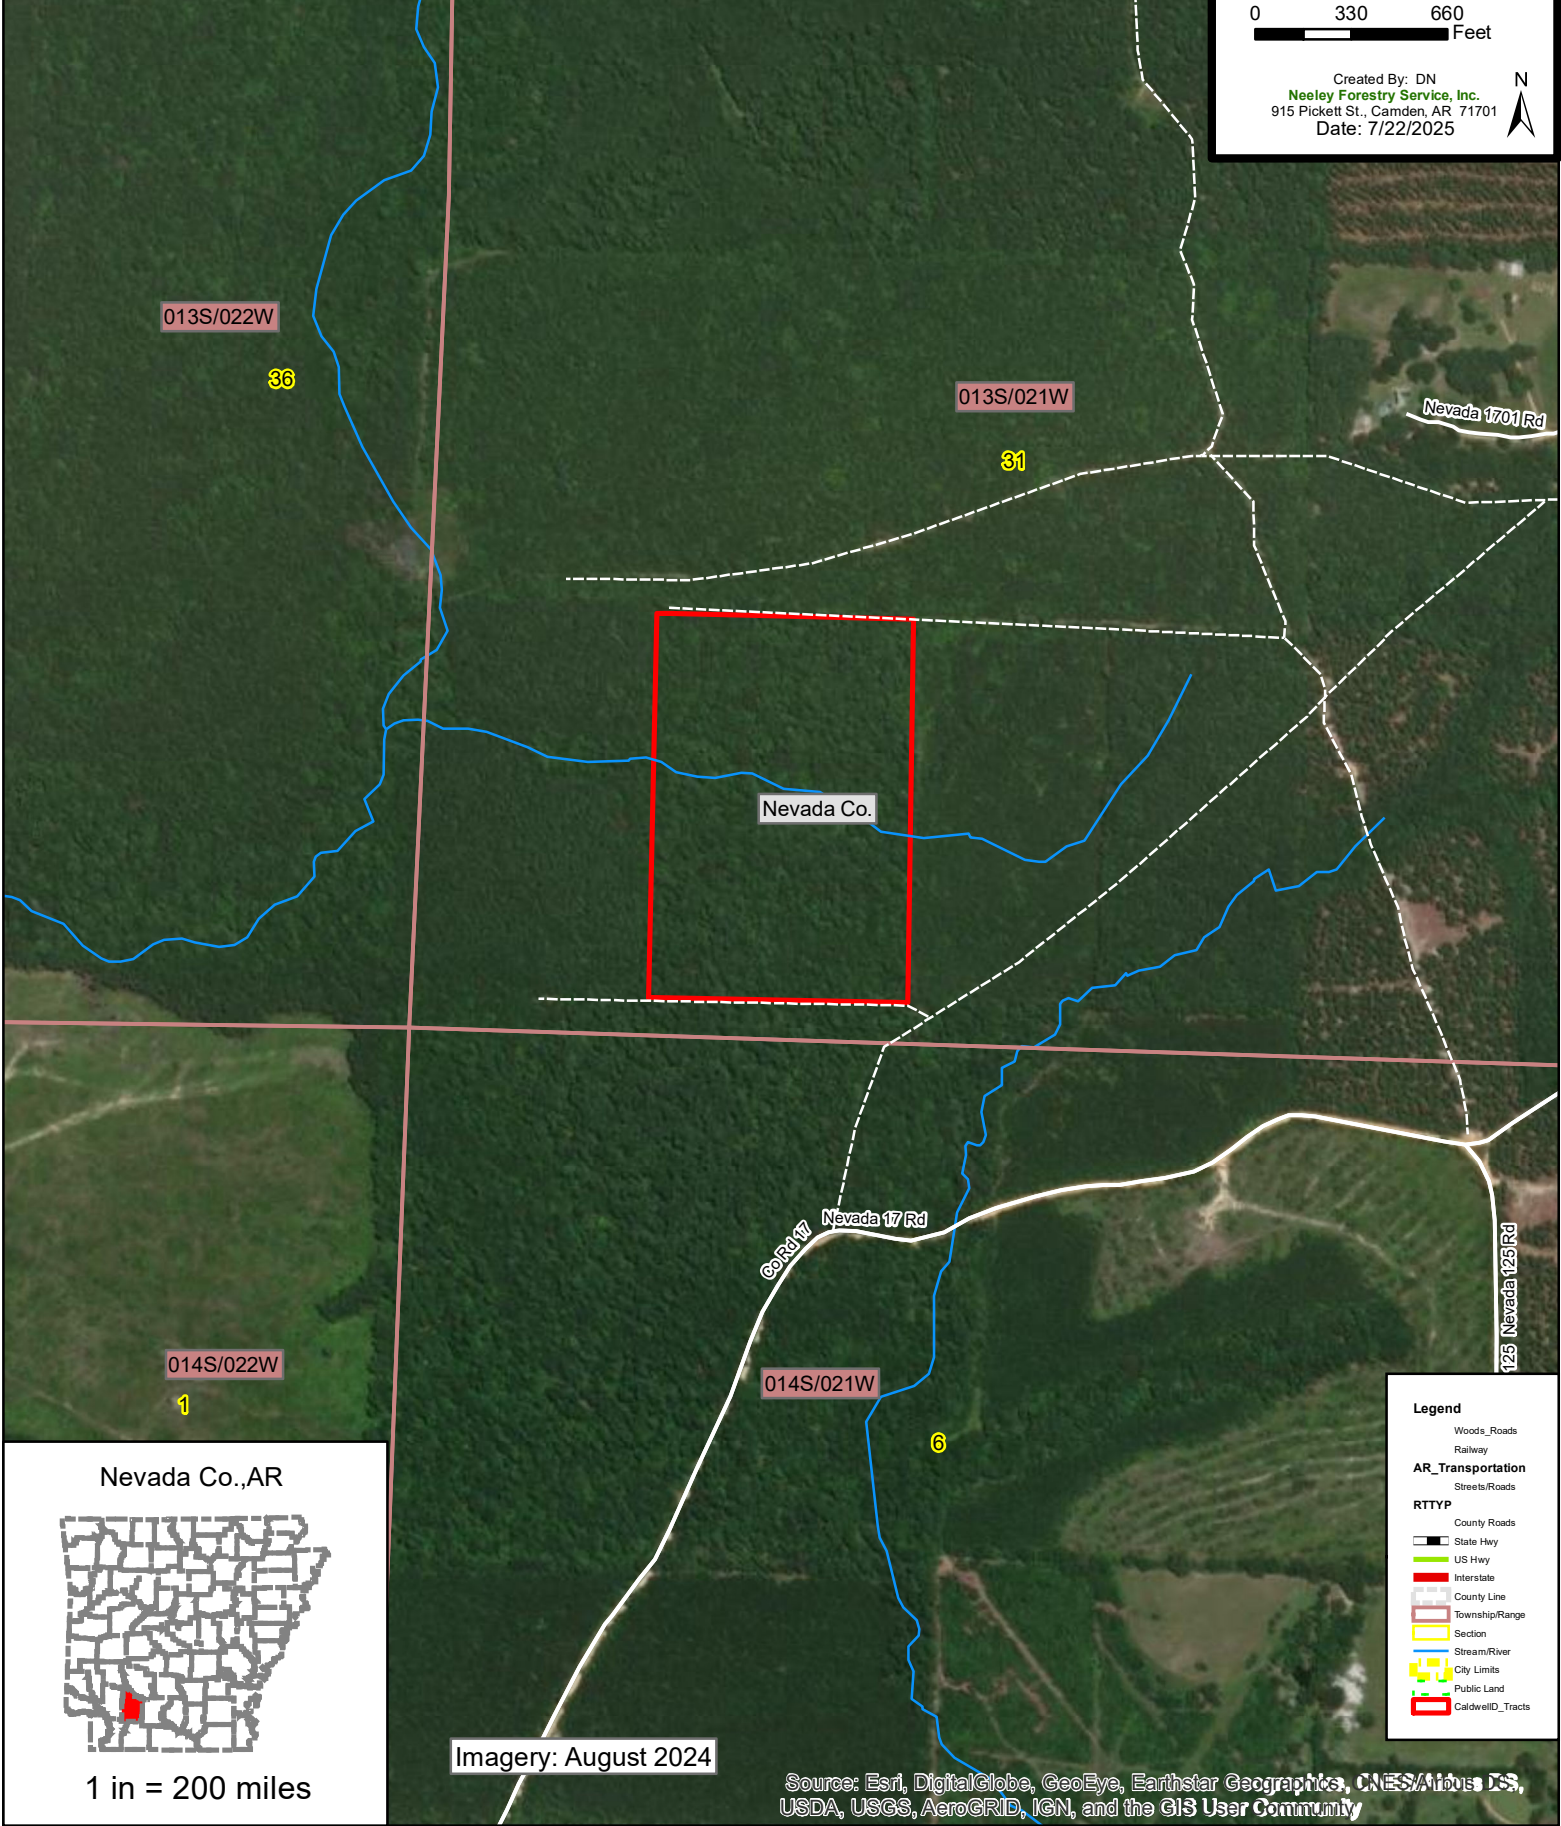 0 330 660
Feet
Created By: DN
N
Neeley Forestry Service, Inc.
915 Pickett St., Camden, AR 71701
Date: 7/22/2025
013S/022W
36
013S/021W
31
Nevada 1701 Rd
Nevada Co.
Nevada 17 Rd
Co Rd 17
125 Nevada 125 Rd
014S/022W
1
014S/021W
6
Legend
Woods_Roads
Railway
AR_Transportation
Streets/Roads
RTTYP
County Roads
State Hwy
US Hwy
Interstate
County Line
Township/Range
Section
Stream/River
City Limits
Public Land
CaldwellD_Tracts
Nevada Co.,AR
1 in = 200 miles
Imagery: August 2024
Source: Esri, DigitalGlobe, GeoEye, Earthstar Geographics, CNES/Airbus DS,
USDA, USGS, AeroGRID, IGN, and the GIS User Community